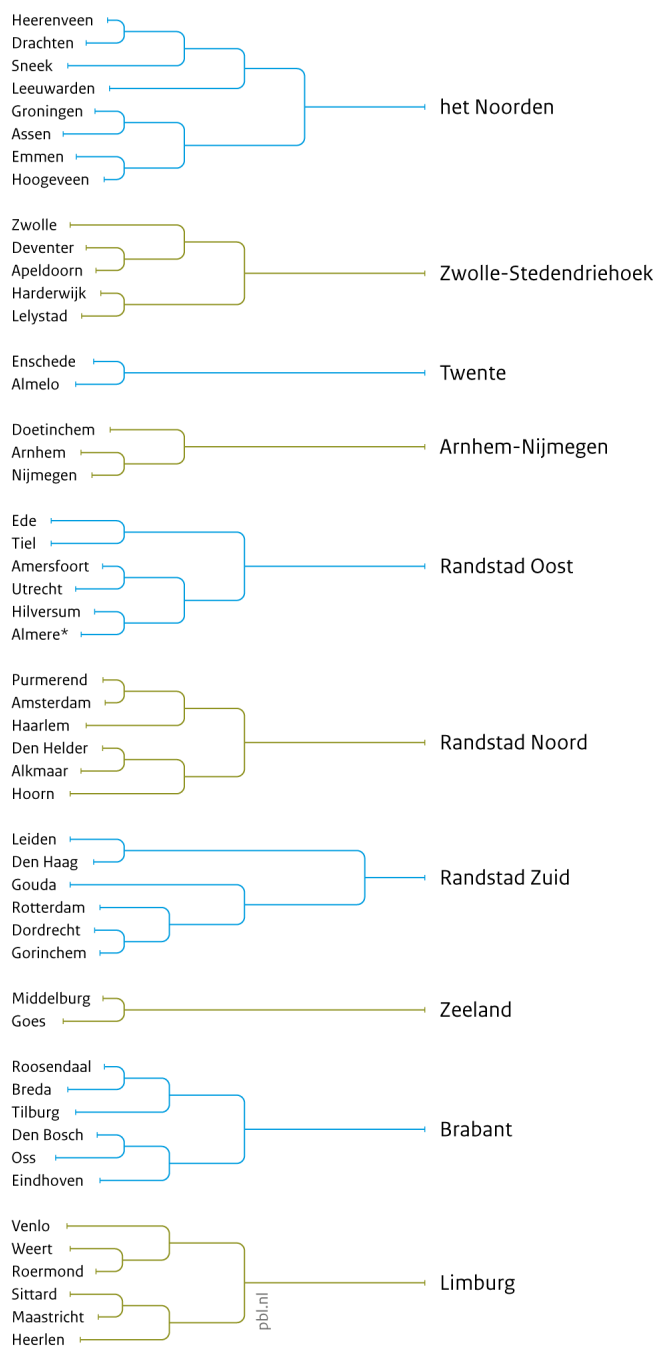 Heerenveen
Drachten
Sneek
Leeuwarden
Groningen
Assen
Emmen
Hoogeveen
het Noorden
Zwolle
Deventer
Apeldoorn
Harderwijk
Lelystad
Zwolle-Stedendriehoek
Enschede
Almelo
Twente
Doetinchem
Arnhem
Nijmegen
Arnhem-Nijmegen
Ede
Tiel
Amersfoort
Utrecht
Hilversum
Almere*
Randstad Oost
Purmerend
Amsterdam
Haarlem
Den Helder
Alkmaar
Hoorn
Randstad Noord
Leiden
Den Haag
Gouda
Rotterdam
Dordrecht
Gorinchem
Randstad Zuid
Middelburg
Goes
Zeeland
Roosendaal
Breda
Tilburg
Den Bosch
Oss
Eindhoven
Brabant
Venlo
Weert
Roermond
Sittard
Maastricht
Heerlen
Limburg
pbl.nl